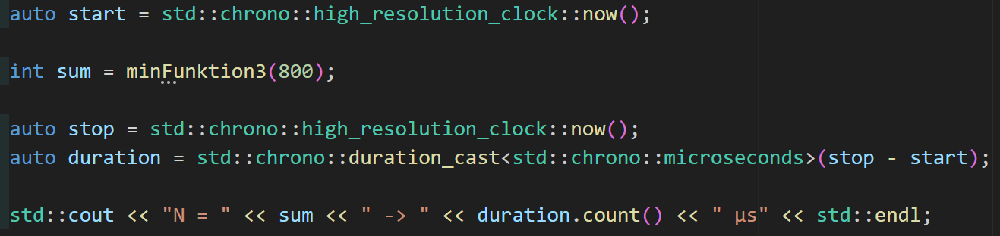 auto start = std::chrono::high_resolution_clock::now();
int sum = minFunktion3(800);
auto stop = std::chrono::high_resolution_clock::now();
auto duration = std::chrono::duration_cast<std::chrono::microseconds>(stop - start);
std::cout << "N = " << sum << " -> " << duration.count() << " µs" << std::endl;